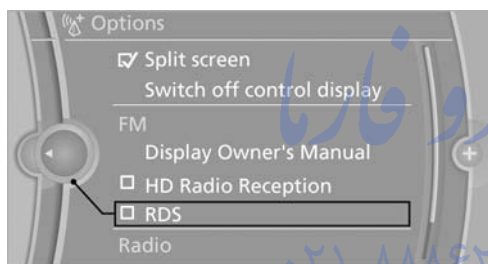 Options
Split screen
Switch off control display
FM
Display Owner's Manual
HD Radio Reception
RDS
Radio